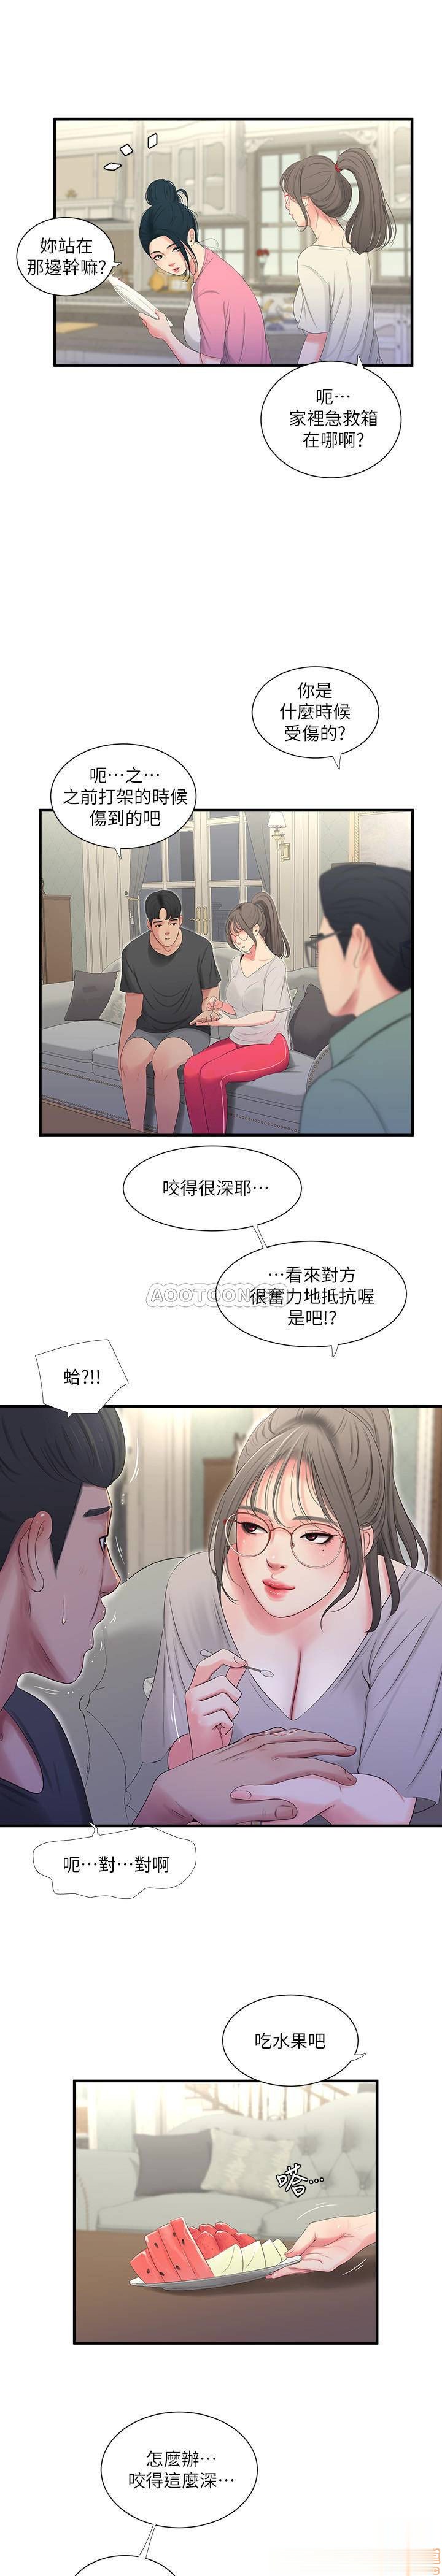 妳站在
那邊幹嘛?
呃…
家裡急救箱
在哪啊?
你是
什麼時候
受傷的?
呃…之…
之前打架的時候
傷到的吧
咬得很深耶…
…看來對方
很奮力地抵抗喔
是吧!?
AOOTOON
蛤?!!
呃…對…對啊
吃水果吧
嗒…
怎麼辦…
咬得這麼深…